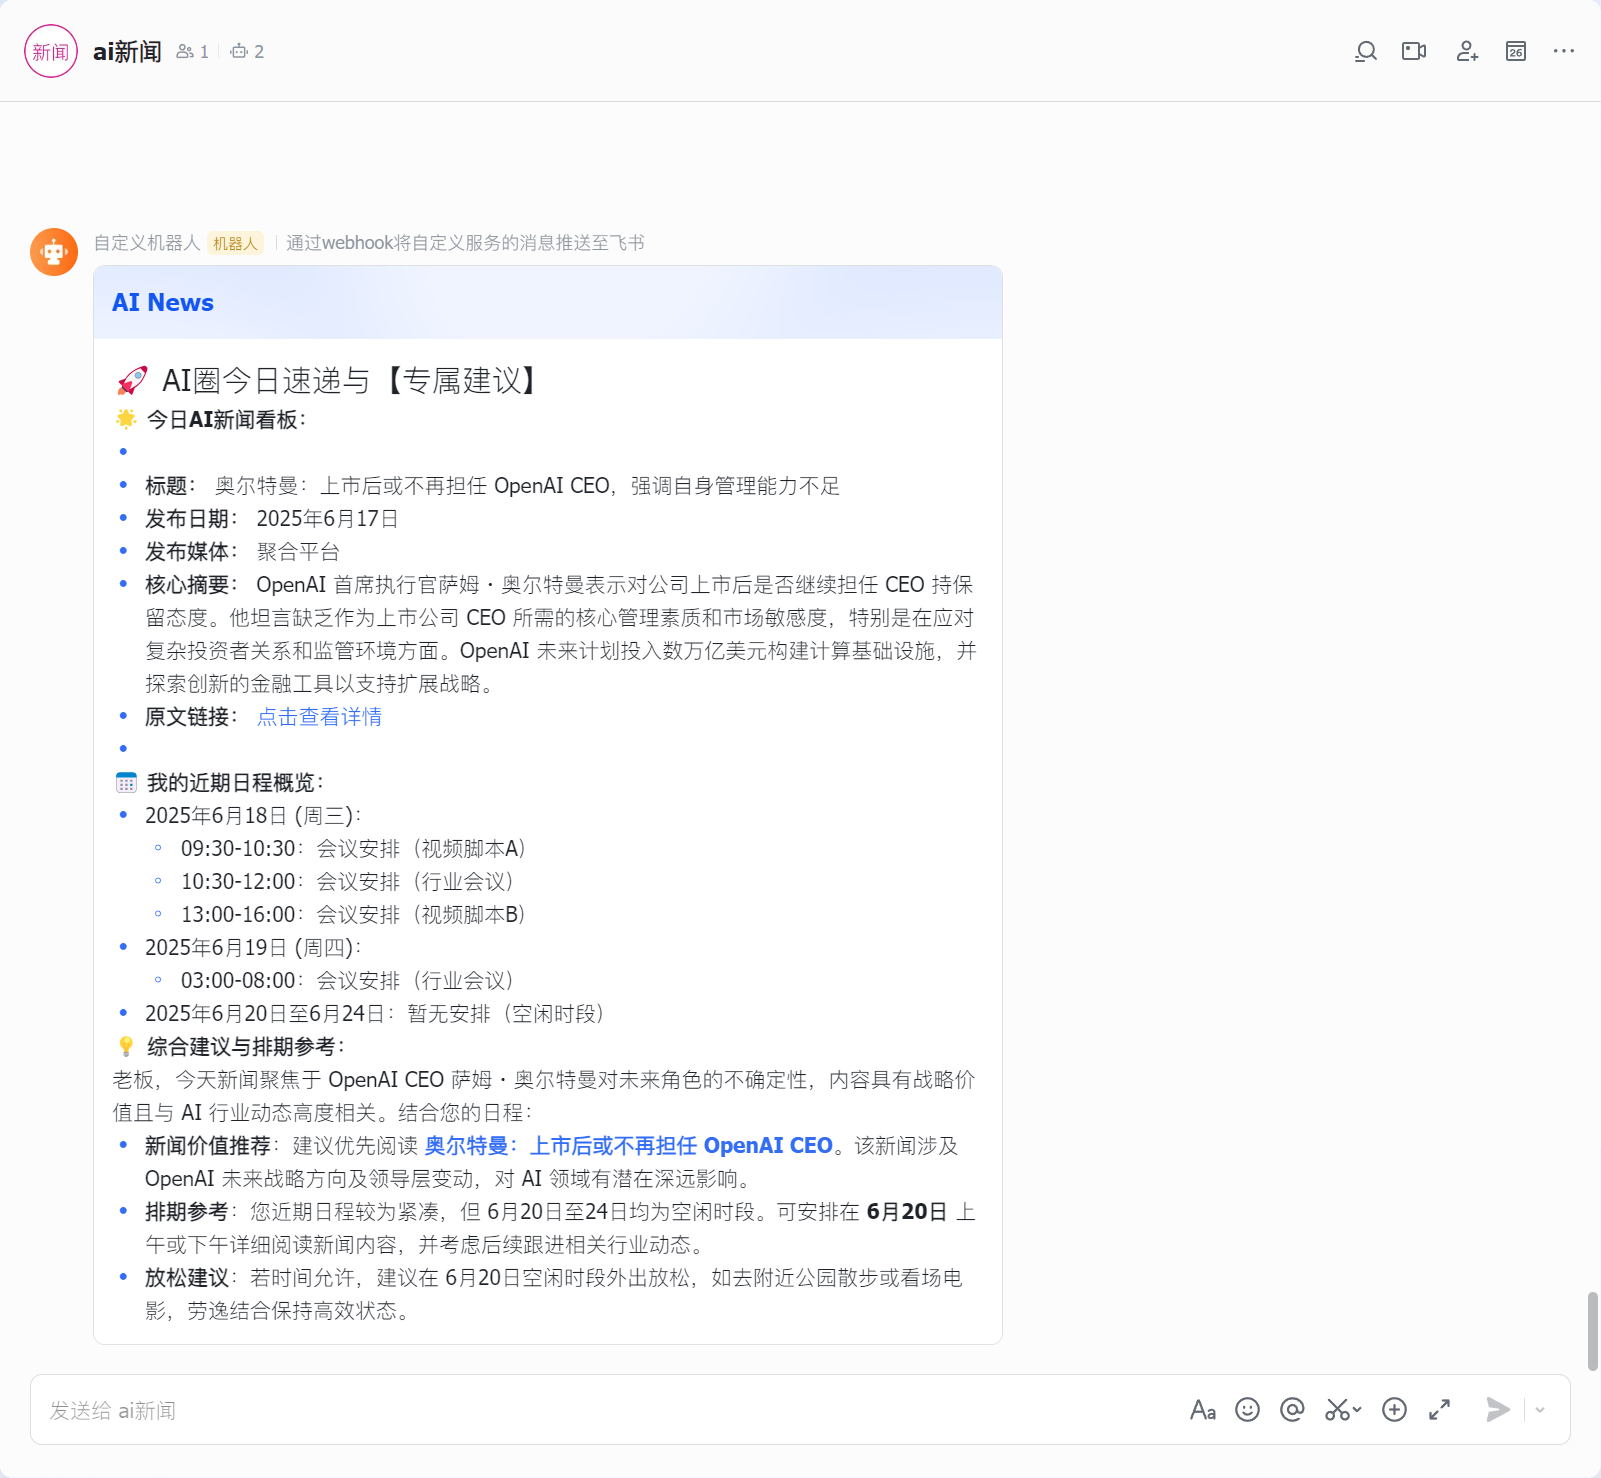 新闻 ai新闻 1 2 26
自定义机器人 机器人 通过webhook将自定义服务的消息推送至飞书
AI News
🚀 AI圈今日速递与【专属建议】
🌟 今日AI新闻看板：
标题： 奥尔特曼：上市后或不再担任 OpenAI CEO，强调自身管理能力不足
发布日期： 2025年6月17日
发布媒体： 聚合平台
核心摘要： OpenAI 首席执行官萨姆·奥尔特曼表示对公司上市后是否继续担任 CEO 持保
留态度。他坦言缺乏作为上市公司 CEO 所需的核心管理素质和市场敏感度，特别是在应对
复杂投资者关系和监管环境方面。OpenAI 未来计划投入数万亿美元构建计算基础设施，并
探索创新的金融工具以支持扩展战略。
原文链接： 点击查看详情
📅 我的近期日程概览：
2025年6月18日 (周三)：
09:30-10:30：会议安排（视频脚本A）
10:30-12:00：会议安排（行业会议）
13:00-16:00：会议安排（视频脚本B）
2025年6月19日 (周四)：
03:00-08:00：会议安排（行业会议）
2025年6月20日至6月24日：暂无安排（空闲时段）
💡 综合建议与排期参考：
老板，今天新闻聚焦于 OpenAI CEO 萨姆·奥尔特曼对未来角色的不确定性，内容具有战略价
值且与 AI 行业动态高度相关。结合您的日程：
新闻价值推荐：建议优先阅读 奥尔特曼：上市后或不再担任 OpenAI CEO。该新闻涉及
OpenAI 未来战略方向及领导层变动，对 AI 领域有潜在深远影响。
排期参考：您近期日程较为紧凑，但 6月20日至24日均为空闲时段。可安排在 6月20日 上
午或下午详细阅读新闻内容，并考虑后续跟进相关行业动态。
放松建议：若时间允许，建议在 6月20日空闲时段外出放松，如去附近公园散步或看场电
影，劳逸结合保持高效状态。
发送给 ai新闻 Aa